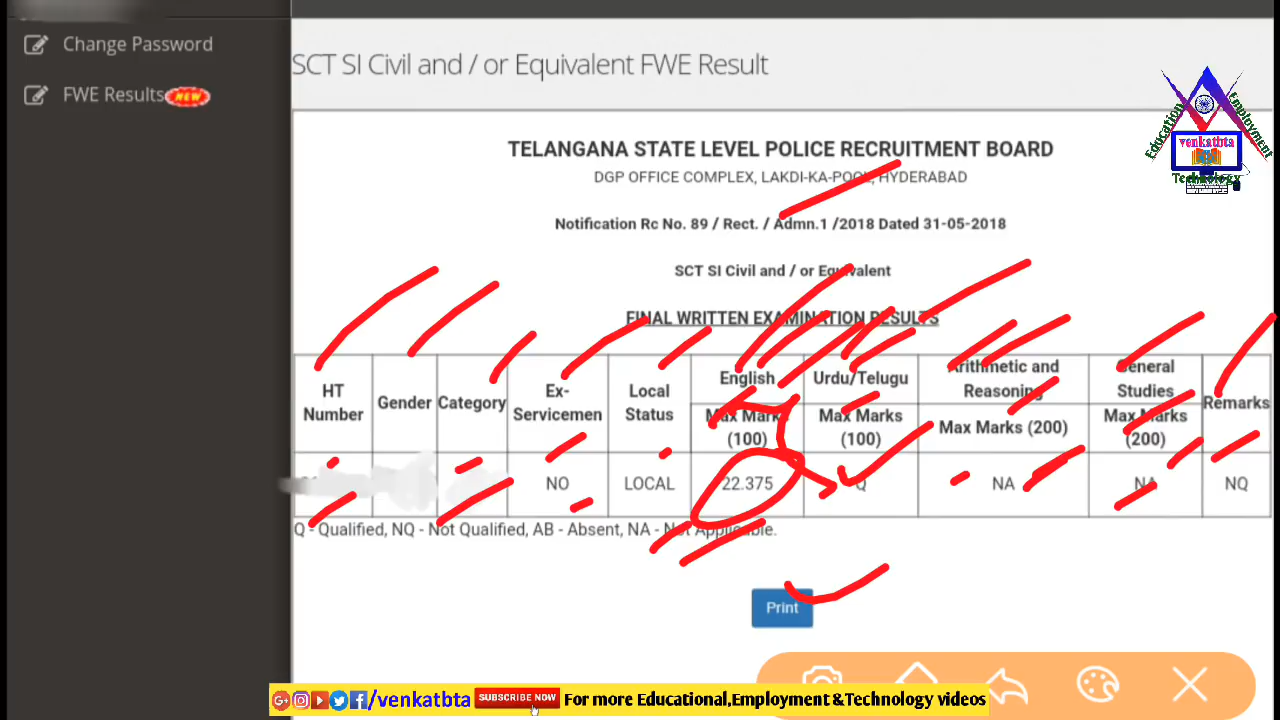 Change Password
FWE Results NEW
SCT SI Civil and / or Equivalent FWE Result
Education
Employment
venkatbta
Technology
TELANGANA STATE LEVEL POLICE RECRUITMENT BOARD
DGP OFFICE COMPLEX, LAKDI-KA-POOL, HYDERABAD
Notification Rc No. 89 / Rect. / Admn.1 /2018 Dated 31-05-2018
SCT SI Civil and / or Equivalent
FINAL WRITTEN EXAMINATION RESULTS
HT Number
Gender
Category
Ex-Servicemen
Local Status
English
Max Marks (100)
Urdu/Telugu
Max Marks (100)
Arithmetic and Reasoning
Max Marks (200)
General Studies
Max Marks (200)
Remarks
NO
LOCAL
22.375
Q
NA
NA
NQ
Q - Qualified, NQ - Not Qualified, AB - Absent, NA - Not Applicable.
Print
/venkatbta SUBSCRIBE NOW For more Educational,Employment &Technology videos